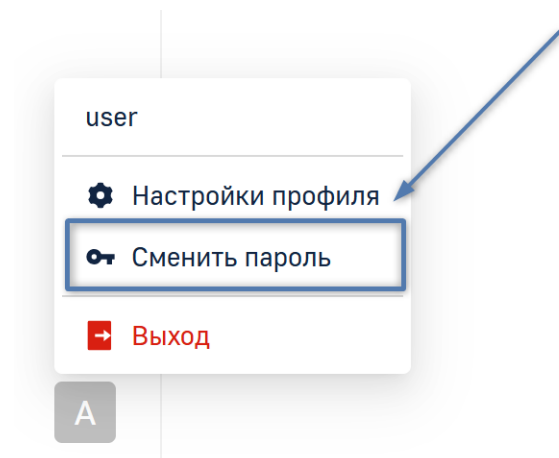 user
Настройки профиля
Сменить пароль
Выход
A